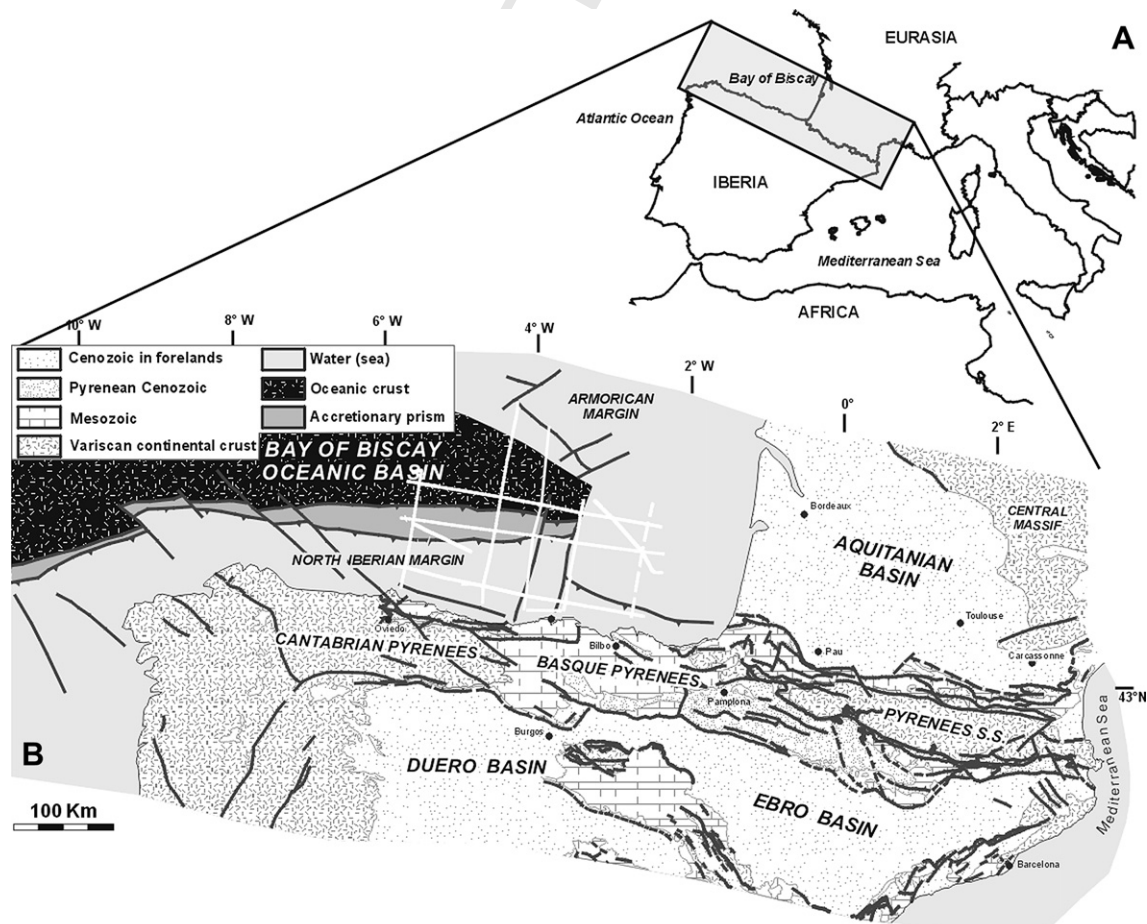 EURASIA
A
Bay of Biscay
Atlantic Ocean
IBERIA
Mediterranean Sea
AFRICA
10° W
8° W
6° W
4° W
2° W
0°
2° E
Cenozoic in forelands
Water (sea)
Pyrenean Cenozoic
Oceanic crust
Mesozoic
Accretionary prism
Variscan continental crust
ARMORICAN
MARGIN
BAY OF BISCAY
OCEANIC BASIN
Bordeaux
CENTRAL
MASSIF
AQUITANIAN
BASIN
NORTH IBERIAN MARGIN
Toulouse
Oviedo
CANTABRIAN PYRENEES
Bilbo
BASQUE PYRENEES
Pau
Carcassonne
43°N
Pamplona
PYRENEES S.S.
Burgos
B
DUERO BASIN
EBRO BASIN
Mediterranean Sea
100 Km
Barcelona